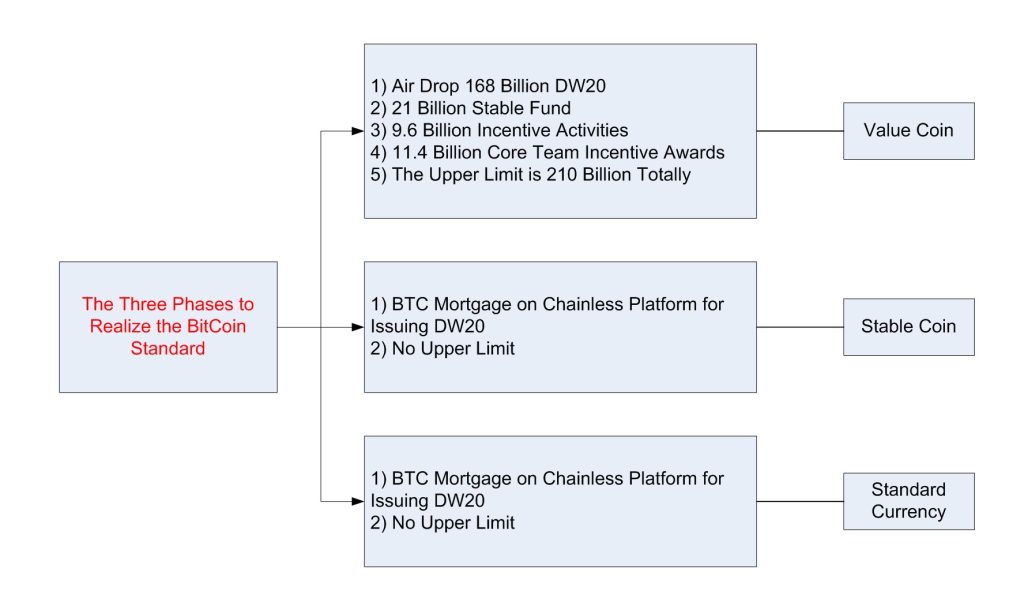 The Three Phases to
Realize the BitCoin
Standard
1) Air Drop 168 Billion DW20
2) 21 Billion Stable Fund
3) 9.6 Billion Incentive Activities
4) 11.4 Billion Core Team Incentive Awards
5) The Upper Limit is 210 Billion Totally
Value Coin
1) BTC Mortgage on Chainless Platform for
Issuing DW20
2) No Upper Limit
Stable Coin
1) BTC Mortgage on Chainless Platform for
Issuing DW20
2) No Upper Limit
Standard
Currency